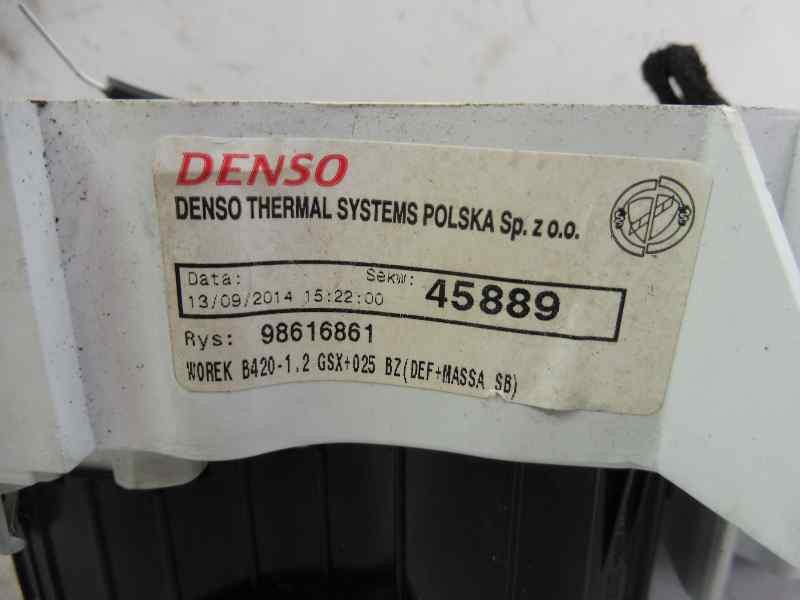 DENSO
DENSO THERMAL SYSTEMS POLSKA Sp. z o.o.
Data: Sekw:
13/09/2014 15:22:00 45889
Rys: 98616861
WOREK B420-1.2 GSX+025 BZ(DEF+MASSA SB)